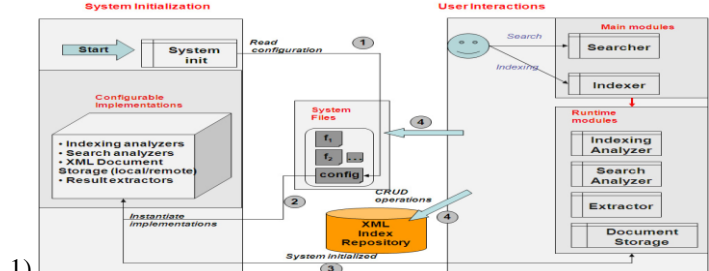 System Initialization
User Interactions
Start
System
init
Read
configuration
1
Search
Indexing
Main modules
Searcher
Indexer
Configurable
Implementations
• Indexing analyzers
• Search analyzers
• XML Document
Storage (local/remote)
• Result extractors
System
Files
f₁
f₂ ...
config
4
Runtime
modules
Indexing
Analyzer
Search
Analyzer
Extractor
Document
Storage
2
Instantiate
implementations
CRUD
operations
4
XML
Index
Repository
System initialized
3
1)